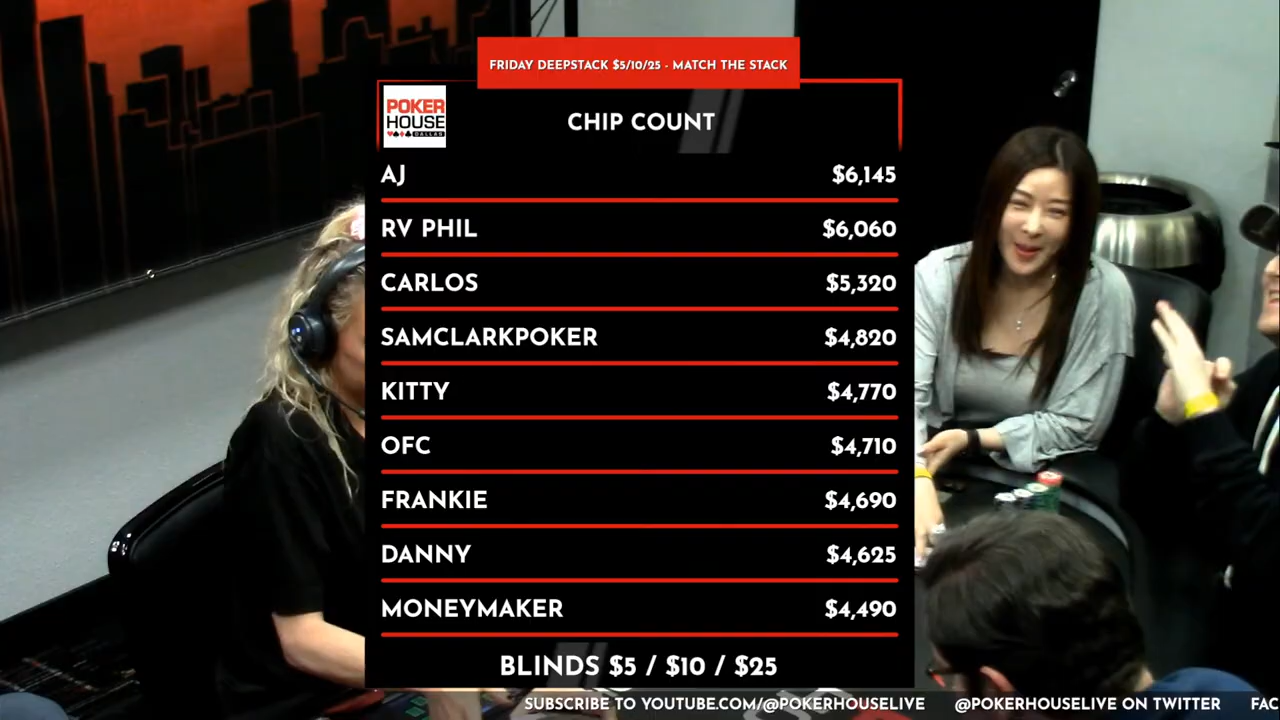 FRIDAY DEEPSTACK $5/10/25 - MATCH THE STACK
POKER
HOUSE
DALLAS
CHIP COUNT
AJ $6,145
RV PHIL $6,060
CARLOS $5,320
SAMCLARKPOKER $4,820
KITTY $4,770
OFC $4,710
FRANKIE $4,690
DANNY $4,625
MONEYMAKER $4,490
BLINDS $5 / $10 / $25
SUBSCRIBE TO YOUTUBE.COM/@POKERHOUSELIVE @POKERHOUSELIVE ON TWITTER FAC